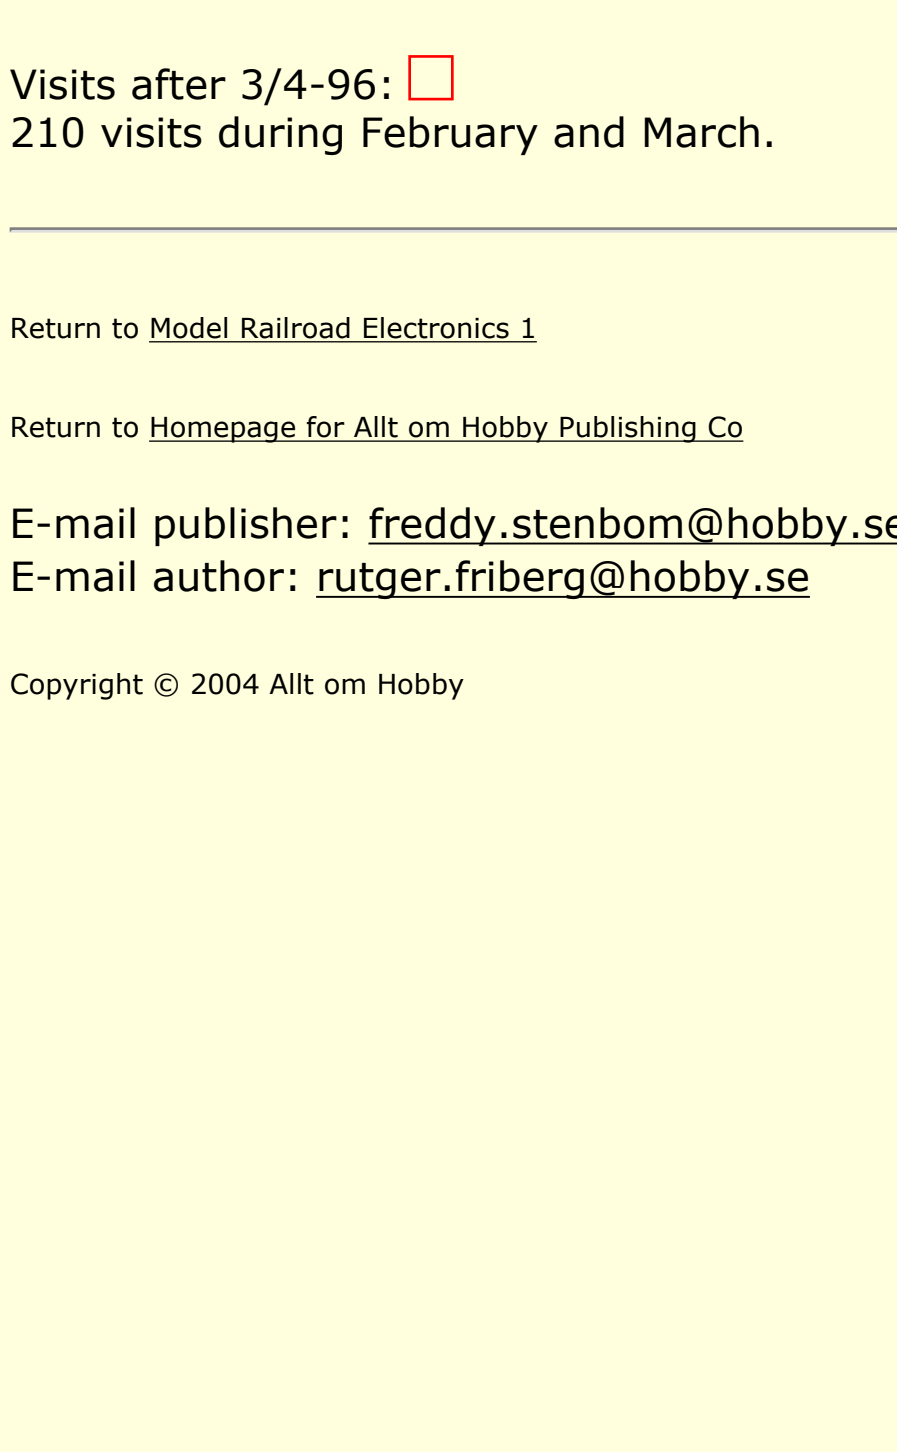 Visits after 3/4-96:
210 visits during February and March.
Return to Model Railroad Electronics 1
Return to Homepage for Allt om Hobby Publishing Co
E-mail publisher: freddy.stenbom@hobby.se
E-mail author: rutger.friberg@hobby.se
Copyright © 2004 Allt om Hobby